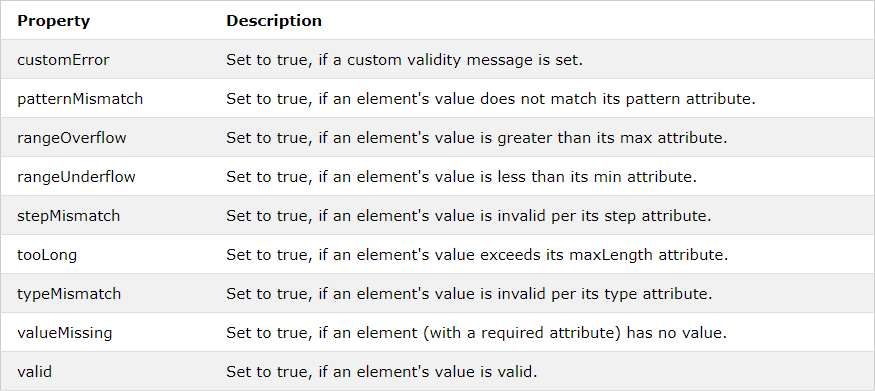 Property Description
customError Set to true, if a custom validity message is set.
patternMismatch Set to true, if an element's value does not match its pattern attribute.
rangeOverflow Set to true, if an element's value is greater than its max attribute.
rangeUnderflow Set to true, if an element's value is less than its min attribute.
stepMismatch Set to true, if an element's value is invalid per its step attribute.
tooLong Set to true, if an element's value exceeds its maxLength attribute.
typeMismatch Set to true, if an element's value is invalid per its type attribute.
valueMissing Set to true, if an element (with a required attribute) has no value.
valid Set to true, if an element's value is valid.